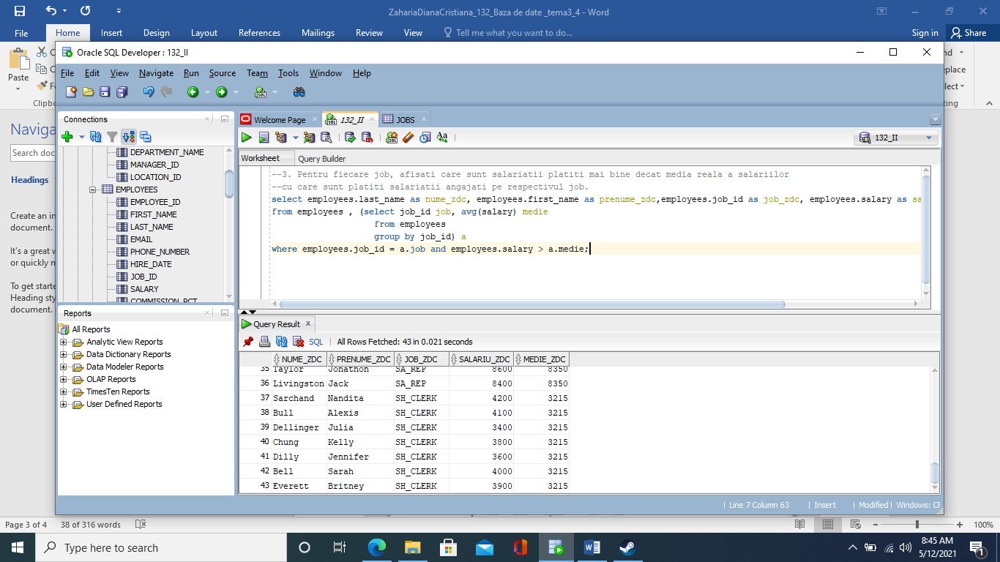 ZahariaDianaCristiana_132_Baza de date _tema3_4 - Word
File Home Insert Design Layout References Mailings Review View Tell me what you want to do... Sign in Share
Paste
Oracle SQL Developer : 132_II
File Edit View Navigate Run Source Team Tools Window Help
Connections
DEPARTMENT_NAME
MANAGER_ID
LOCATION_ID
EMPLOYEES
EMPLOYEE_ID
FIRST_NAME
LAST_NAME
EMAIL
PHONE_NUMBER
HIRE_DATE
JOB_ID
SALARY
COMMISSION_PCT
Reports
All Reports
Analytic View Reports
Data Dictionary Reports
Data Modeler Reports
OLAP Reports
TimesTen Reports
User Defined Reports
Welcome Page 132_II JOBS
132_II
Worksheet Query Builder
--3. Pentru fiecare job, afisati care sunt salariatii platiti mai bine decat media reala a salariilor
--cu care sunt platiti salariatii angajati pe respectivul job.
select employees.last_name as nume_zdc, employees.first_name as prenume_zdc,employees.job_id as job_zdc, employees.salary as sa
from employees , (select job_id job, avg(salary) medie
from employees
group by job_id) a
where employees.job_id = a.job and employees.salary > a.medie;
Query Result x
SQL | All Rows Fetched: 43 in 0.021 seconds
NUME_ZDC PRENUME_ZDC JOB_ZDC SALARIU_ZDC MEDIE_ZDC
35 Taylor Jonathon SA_REP 8600 8350
36 Livingston Jack SA_REP 8400 8350
37 Sarchand Nandita SH_CLERK 4200 3215
38 Bull Alexis SH_CLERK 4100 3215
39 Dellinger Julia SH_CLERK 3400 3215
40 Chung Kelly SH_CLERK 3800 3215
41 Dilly Jennifer SH_CLERK 3600 3215
42 Bell Sarah SH_CLERK 4000 3215
43 Everett Britney SH_CLERK 3900 3215
| Line 7 Column 63 | Insert | Modified | Windows: CR
Naviga
Search doc
Headings
Create an in
document.
It's a great w
or quickly m
To get starte
Heading sty
document.
Page 3 of 4 38 of 316 words 100%
Type here to search
8:45 AM
5/12/2021
1